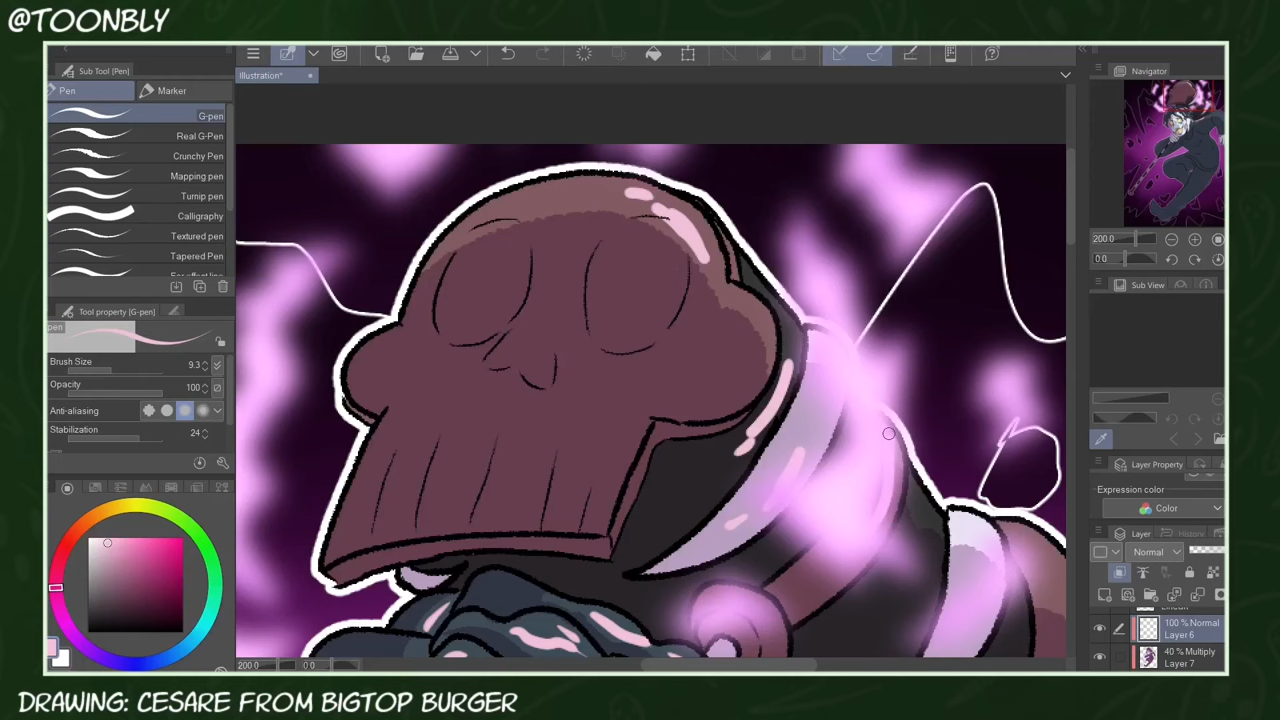 @TOONBLY
Sub Tool [Pen]
Pen
Marker
G-pen
Real G-Pen
Crunchy Pen
Mapping pen
Turnip pen
Calligraphy
Textured pen
Tapered Pen
Tool property [G-pen]
pen
Brush Size
9.3
Opacity
100
Anti-aliasing
Stabilization
24
Illustration*
200.0
0.0
Navigator
200.0
0.0
Sub View
Layer Property
Expression color
Color
Layer
History
Normal
100 % Normal
Layer 6
40 % Multiply
Layer 7
DRAWING: CESARE FROM BIGTOP BURGER